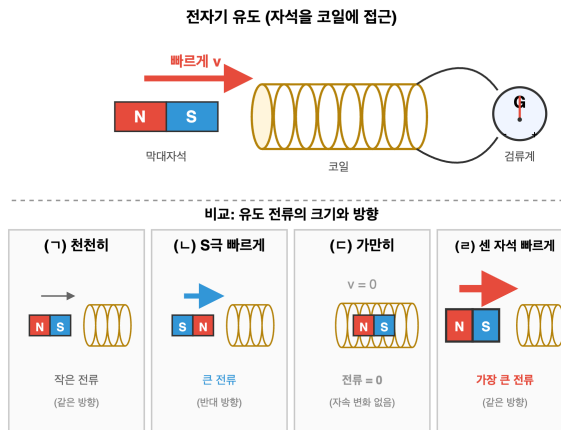 전자기 유도 (자석을 코일에 접근)
빠르게 v
N S
막대자석
코일
G
- +
검류계
비교: 유도 전류의 크기와 방향
(ㄱ) 천천히
N S
작은 전류
(같은 방향)
(ㄴ) S극 빠르게
S N
큰 전류
(반대 방향)
(ㄷ) 가만히
v = 0
N S
전류 = 0
(자속 변화 없음)
(ㄹ) 센 자석 빠르게
N S
가장 큰 전류
(같은 방향)